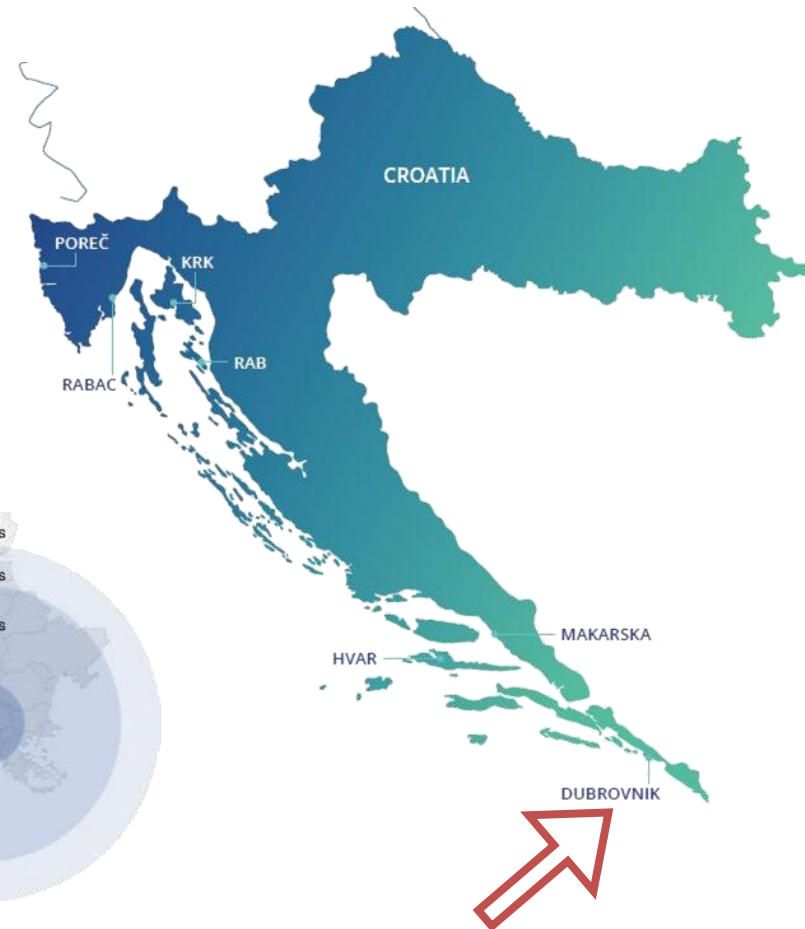 CROATIA
POREČ
KRK
RAB
RABAC
S
S
S
MAKARSKA
HVAR
DUBROVNIK